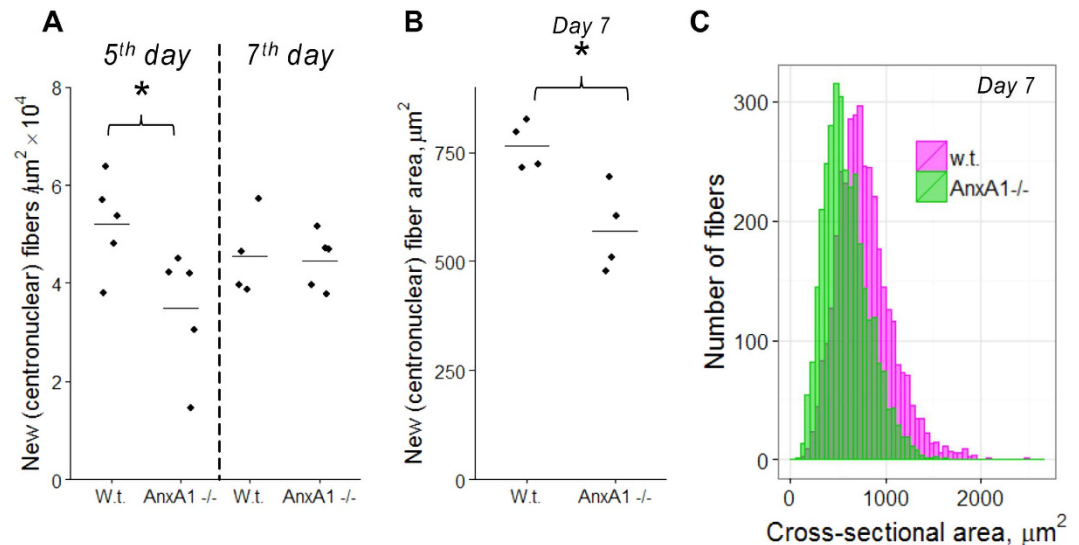 A
5th day
7th day
*
New (centronuclear) fibers /μm2 × 104
8
6
4
2
0
W.t.
AnxA1 -/-
W.t.
AnxA1 -/-
B
Day 7
*
New (centronuclear) fiber area, μm2
750
500
250
0
W.t.
AnxA1 -/-
C
Day 7
w.t.
AnxA1-/-
Number of fibers
300
200
100
0
0
1000
2000
Cross-sectional area, μm2